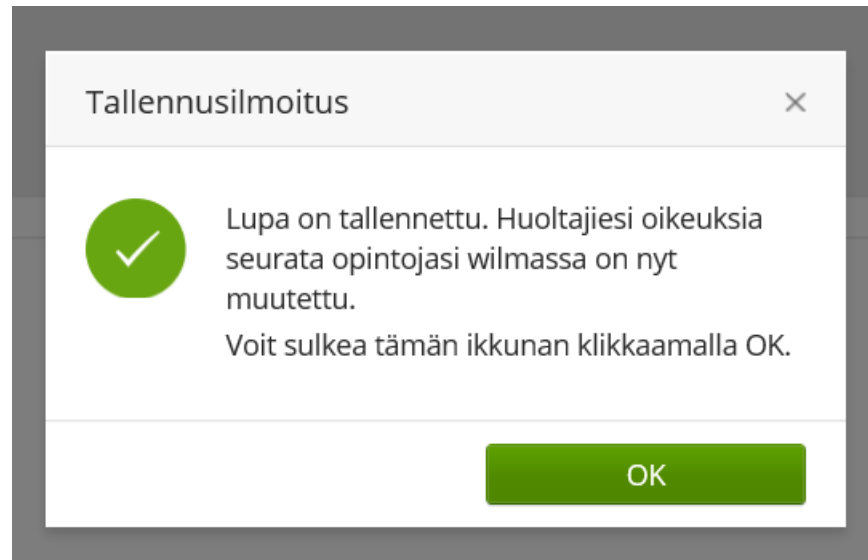 Tallennusilmoitus
Lupa on tallennettu. Huoltajiesi oikeuksia
seurata opintojasi wilmassa on nyt
muutettu.
Voit sulkea tämän ikkunan klikkaamalla OK.
OK